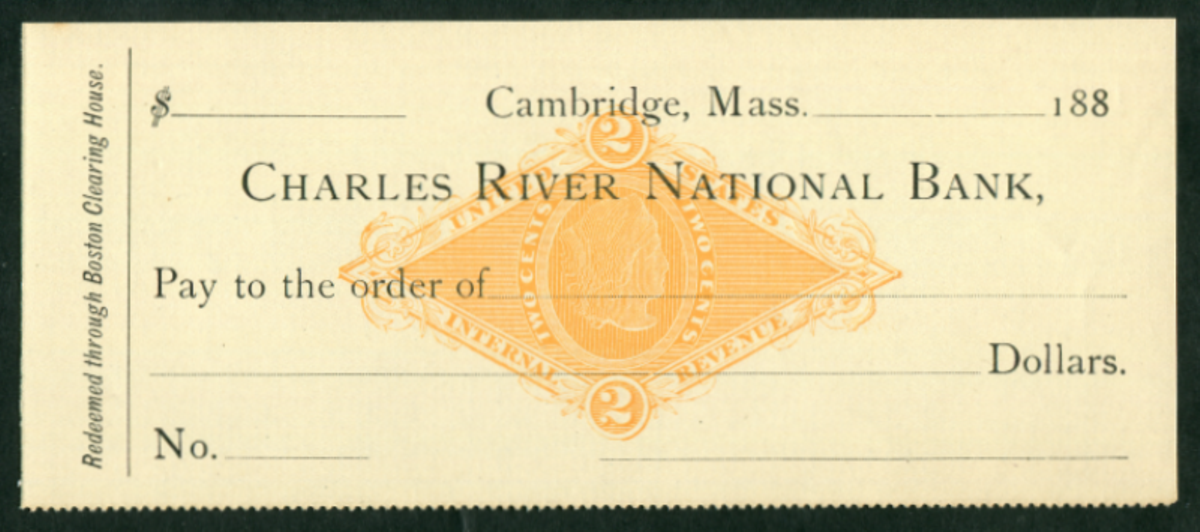 Redeemed through Boston Clearing House.
$ Cambridge, Mass. 188
CHARLES RIVER NATIONAL BANK,
Pay to the order of
Dollars.
No.
2
UNITED STATES
TWO CENTS
TWO CENTS
INTERNAL REVENUE
2